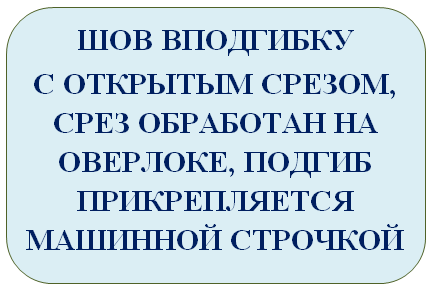 ШОВ ВПОДГИБКУ
С ОТКРЫТЫМ СРЕЗОМ,
СРЕЗ ОБРАБОТАН НА
ОВЕРЛОКЕ, ПОДГИБ
ПРИКРЕПЛЯЕТСЯ
МАШИННОЙ СТРОЧКОЙ